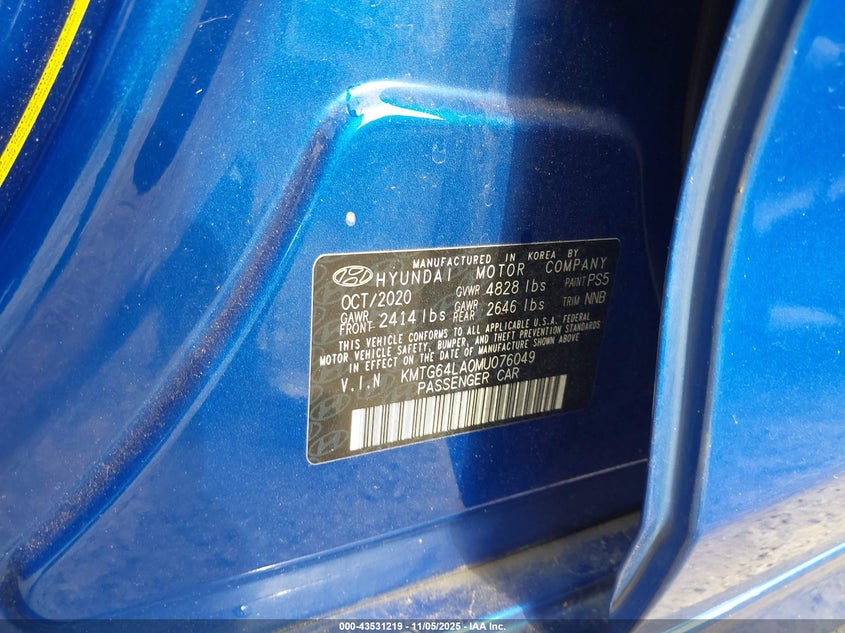 MANUFACTURED IN KOREA BY
HYUNDAI MOTOR COMPANY
OCT/2020 GVWR 4828 lbs PAINT PS5
GAWR FRONT 2414 lbs GAWR REAR 2646 lbs TRIM NNB
THIS VEHICLE CONFORMS TO ALL APPLICABLE U.S.A. FEDERAL
MOTOR VEHICLE SAFETY, BUMPER, AND THEFT PREVENTION STANDARDS
IN EFFECT ON THE DATE OF MANUFACTURE SHOWN ABOVE
V.I.N KMTG64LA0MU076049
PASSENGER CAR
000-43531219 - 11/05/2025 - IAA Inc.